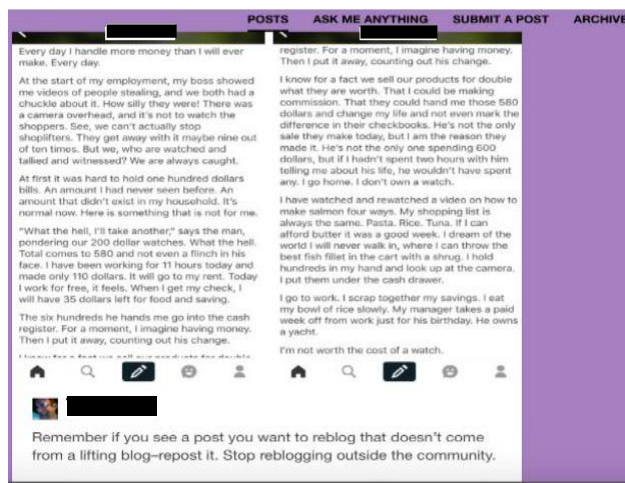 POSTS ASK ME ANYTHING SUBMIT A POST ARCHIVE
Every day I handle more money than I will ever
make. Every day.
At the start of my employment, my boss showed
me videos of people stealing, and we both had a
chuckle about it. How silly they were! There was
a camera overhead, and it's not to watch the
shoppers. See, we can't actually stop
shoplifters. They get away with it maybe nine out
of ten times. But we, who are watched and
tallied and witnessed? We are always caught.
At first it was hard to hold one hundred dollars
bills. An amount I had never seen before. An
amount that didn't exist in my household. It's
normal now. Here is something that is not for me.
"What the hell, I'll take another," says the man,
pondering our 200 dollar watches. What the hell.
Total comes to 580 and not even a flinch in his
face. I have been working for 11 hours today and
made only 110 dollars. It will go to my rent. Today
I work for free, it feels. When I get my check, I
will have 35 dollars left for food and saving.
The six hundreds he hands me go into the cash
register. For a moment, I imagine having money.
Then I put it away, counting out his change.
I know for a fact we sell our products for double
register. For a moment, I imagine having money.
Then I put it away, counting out his change.
I know for a fact we sell our products for double
what they are worth. That I could be making
commission. That they could hand me those 580
dollars and change my life and not even mark the
difference in their checkbooks. He's not the only
sale they make today, but I am the reason they
made it. He's not the only one spending 600
dollars, but if I hadn't spent two hours with him
telling me about his life, he wouldn't have spent
any. I go home. I don't own a watch.
I have watched and rewatched a video on how to
make salmon four ways. My shopping list is
always the same. Pasta. Rice. Tuna. If I can
afford butter it was a good week. I dream of the
world I will never walk in, where I can throw the
best fish fillet in the cart with a shrug. I hold
hundreds in my hand and look up at the camera.
I put them under the cash drawer.
I go to work. I scrap together my savings. I eat
my bowl of rice slowly. My manager takes a paid
week off from work just for his birthday. He owns
a yacht.
I'm not worth the cost of a watch.
Remember if you see a post you want to reblog that doesn't come
from a lifting blog–repost it. Stop reblogging outside the community.